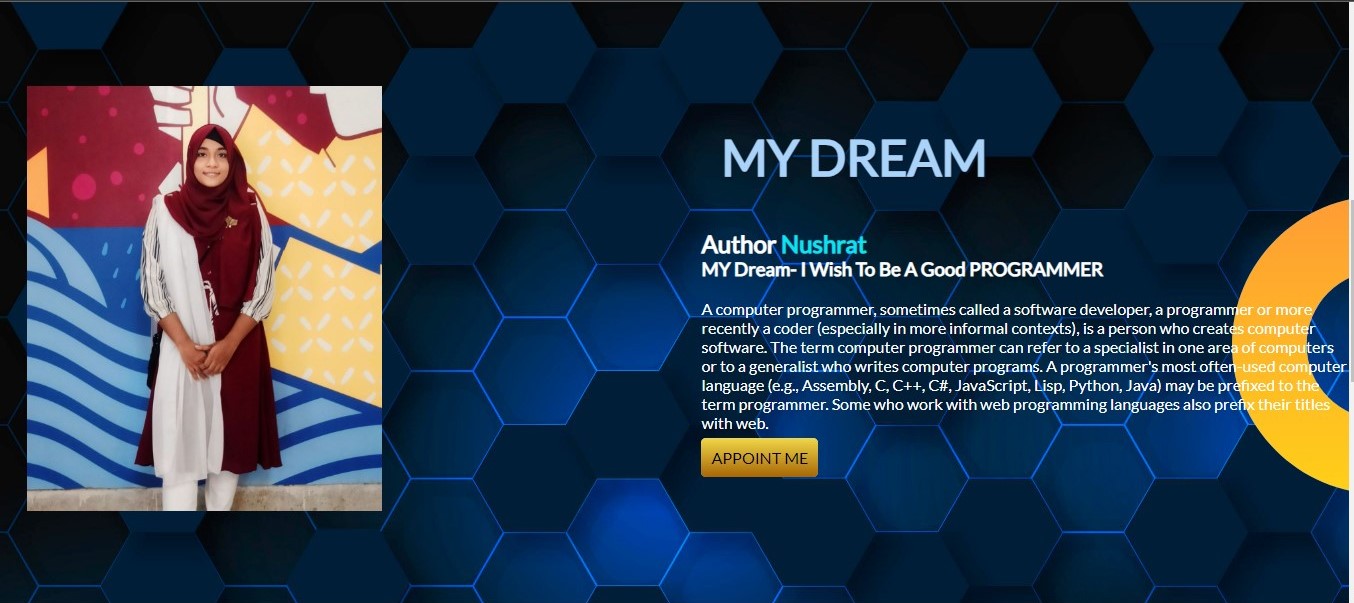 MY DREAM
Author Nushrat
MY Dream- I Wish To Be A Good PROGRAMMER
A computer programmer, sometimes called a software developer, a programmer or more
recently a coder (especially in more informal contexts), is a person who creates computer
software. The term computer programmer can refer to a specialist in one area of computers
or to a generalist who writes computer programs. A programmer's most often-used computer
language (e.g., Assembly, C, C++, C#, JavaScript, Lisp, Python, Java) may be prefixed to the
term programmer. Some who work with web programming languages also prefix their titles
with web.
APPOINT ME